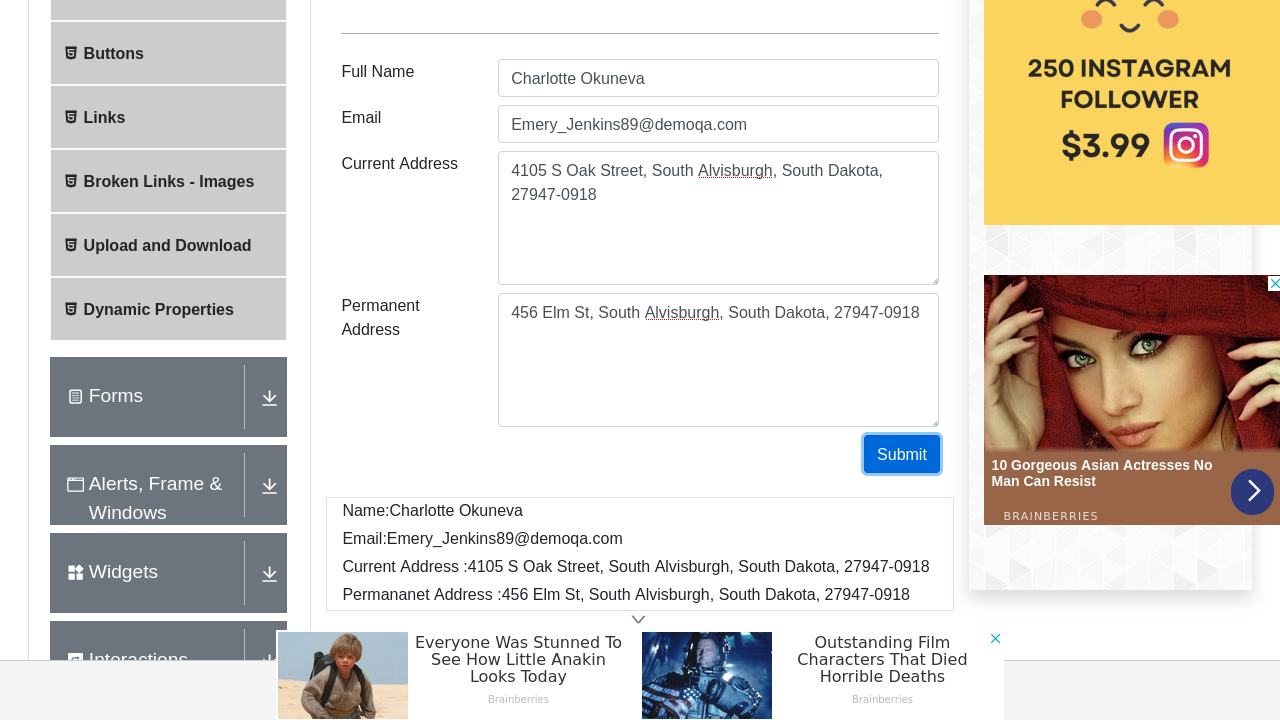 Buttons
Links
Broken Links - Images
Upload and Download
Dynamic Properties
Forms
Alerts, Frame &
Windows
Widgets
Interactions
Full Name
Charlotte Okuneva
Email
Emery_Jenkins89@demoqa.com
Current Address
4105 S Oak Street, South Alvisburgh, South Dakota,
27947-0918
Permanent
Address
456 Elm St, South Alvisburgh, South Dakota, 27947-0918
Submit
Name:Charlotte Okuneva
Email:Emery_Jenkins89@demoqa.com
Current Address :4105 S Oak Street, South Alvisburgh, South Dakota, 27947-0918
Permananet Address :456 Elm St, South Alvisburgh, South Dakota, 27947-0918
250 INSTAGRAM
FOLLOWER
$3.99
10 Gorgeous Asian Actresses No
Man Can Resist
BRAINBERRIES
Everyone Was Stunned To
See How Little Anakin
Looks Today
Brainberries
Outstanding Film
Characters That Died
Horrible Deaths
Brainberries